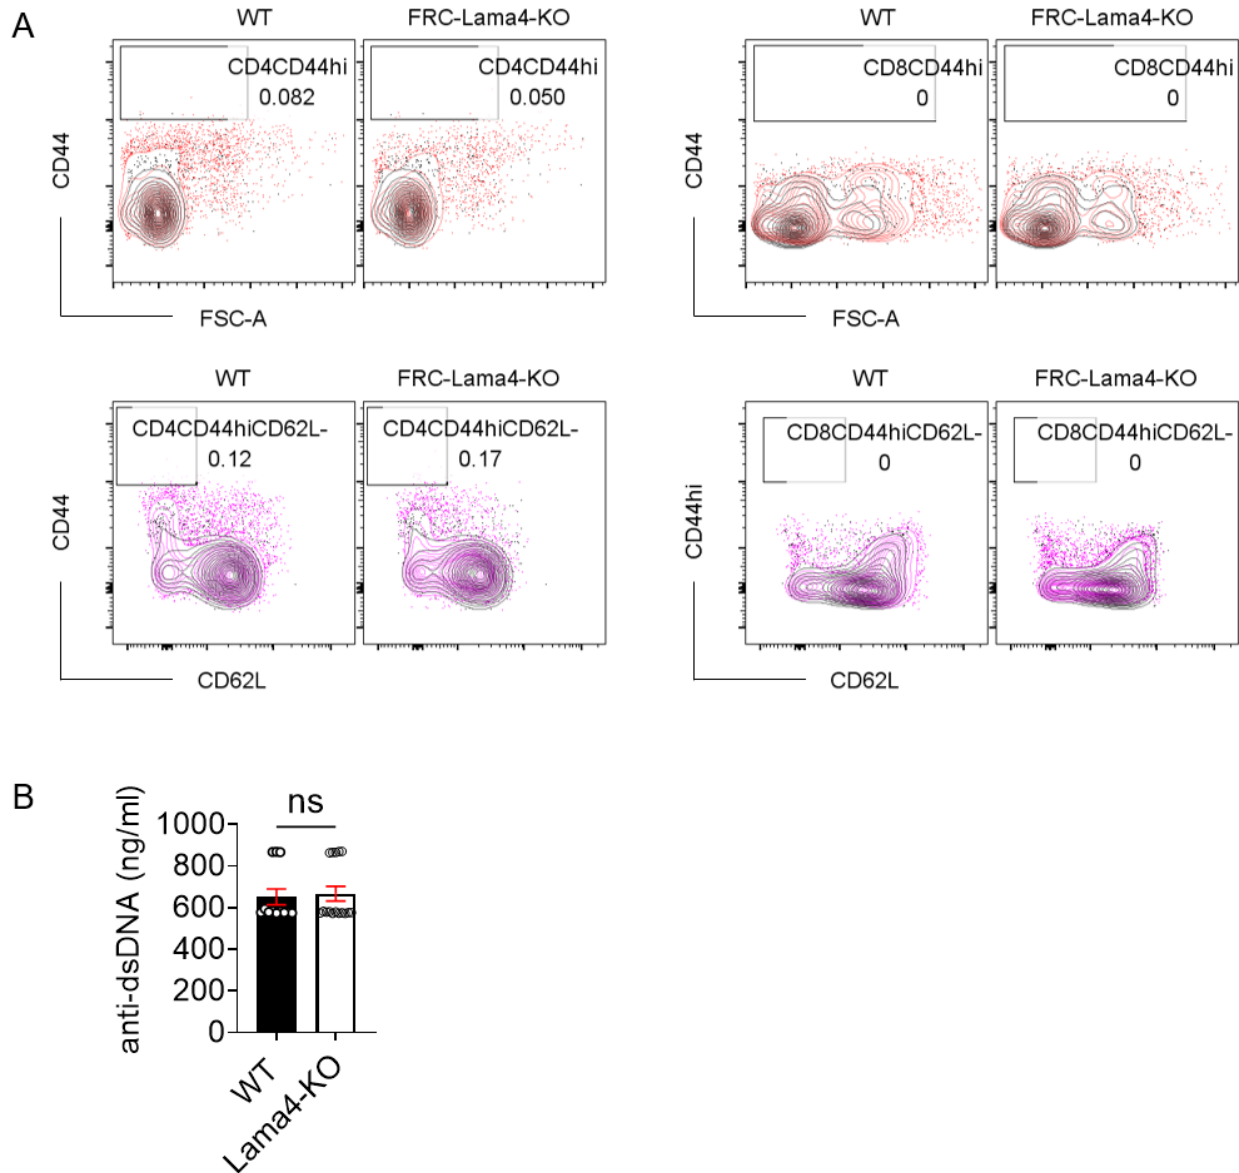 A
WT
FRC-Lama4-KO
WT
FRC-Lama4-KO
CD44
CD4CD44hi
0.082
CD4CD44hi
0.050
CD44
CD8CD44hi
0
CD8CD44hi
0
FSC-A
FSC-A
WT
FRC-Lama4-KO
WT
FRC-Lama4-KO
CD44
CD4CD44hiCD62L-
0.12
CD4CD44hiCD62L-
0.17
CD44hi
CD8CD44hiCD62L-
0
CD8CD44hiCD62L-
0
CD62L
CD62L
B
anti-dsDNA (ng/ml)
ns
1000
800
600
400
200
0
WT
Lama4-KO